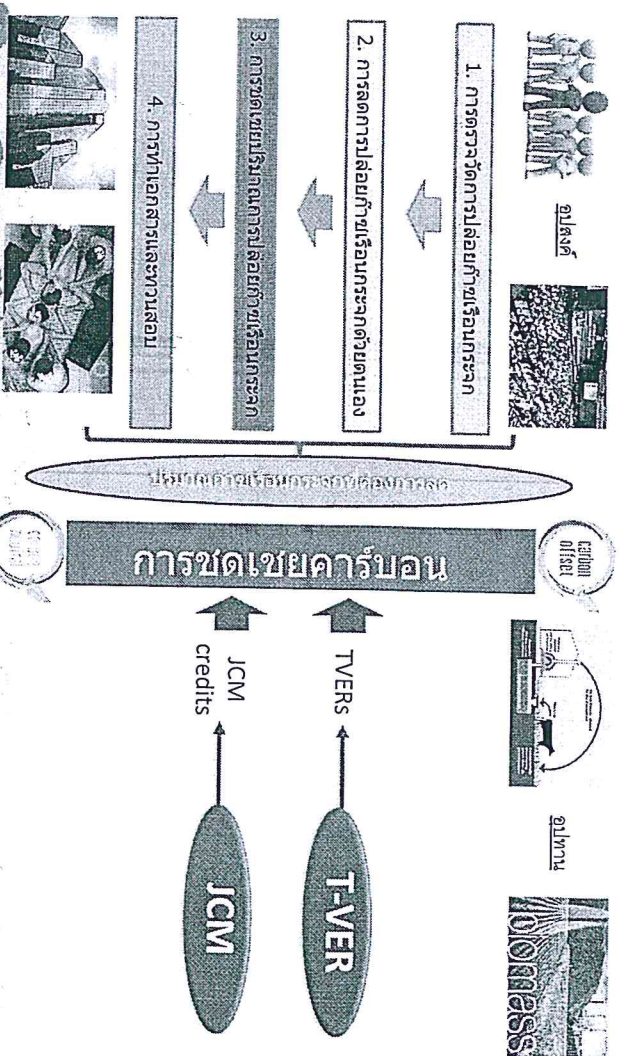 อุปสงค์
1. การตรวจวัดการปล่อยก๊าซเรือนกระจก
2. การลดการปล่อยก๊าซเรือนกระจกด้วยตนเอง
3. การชดเชยปริมาณการปล่อยก๊าซเรือนกระจก
4. การทำเอกสารและทวนสอบ
ปริมาณก๊าซเรือนกระจกที่ต้องการลด
carbon
offset
การชดเชยคาร์บอน
TVERs
JCM
credits
อุปทาน
T-VER
JCM
biomass